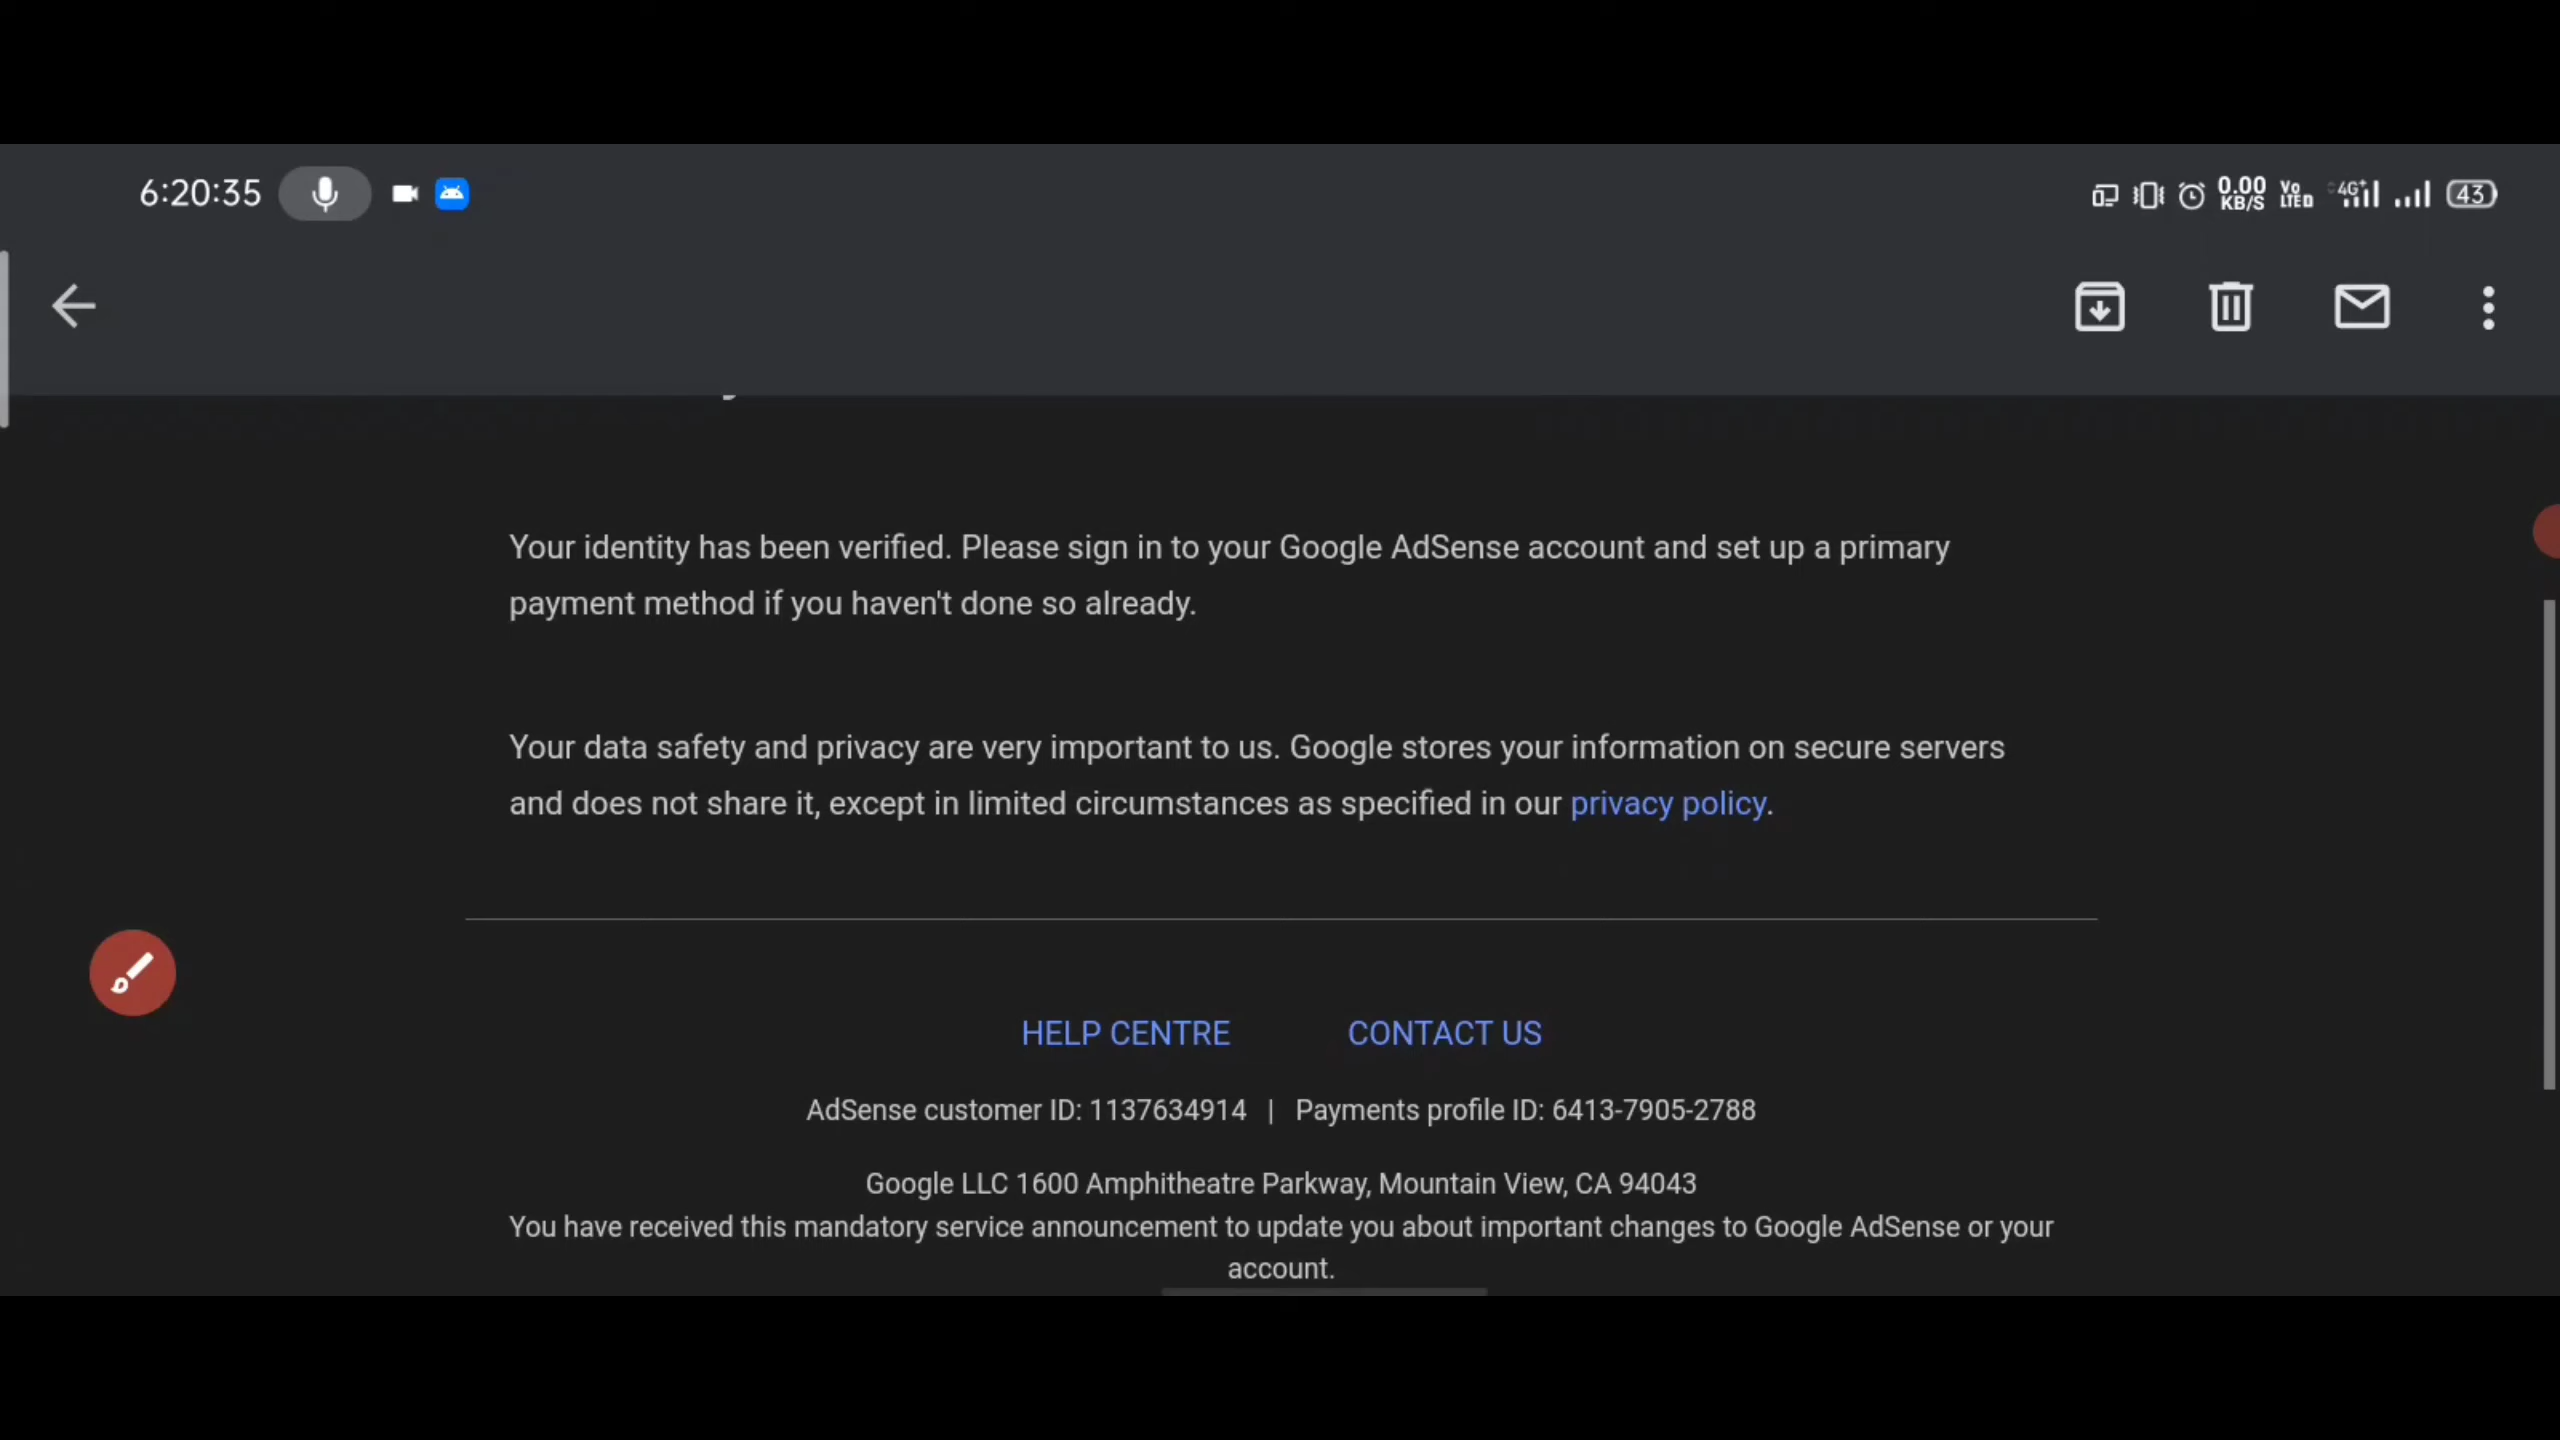 6:20:35
0.00
KB/S
Vo
LTE D
4G+
43
Your identity has been verified. Please sign in to your Google AdSense account and set up a primary
payment method if you haven't done so already.
Your data safety and privacy are very important to us. Google stores your information on secure servers
and does not share it, except in limited circumstances as specified in our privacy policy.
HELP CENTRE CONTACT US
AdSense customer ID: 1137634914 | Payments profile ID: 6413-7905-2788
Google LLC 1600 Amphitheatre Parkway, Mountain View, CA 94043
You have received this mandatory service announcement to update you about important changes to Google AdSense or your
account.